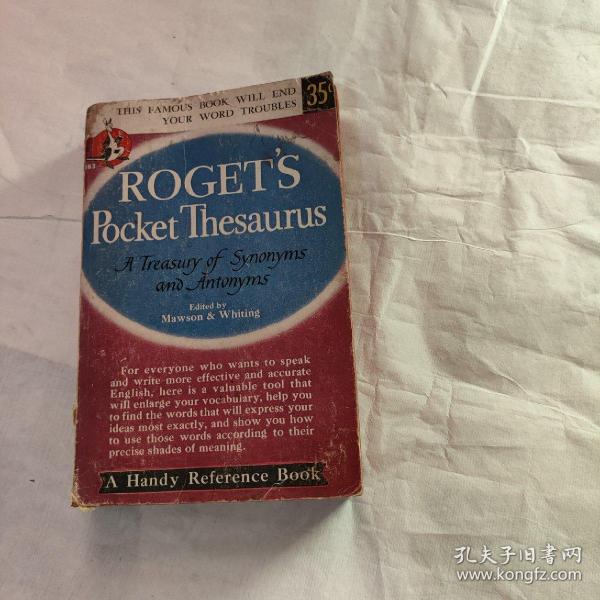 THIS FAMOUS BOOK WILL END
YOUR WORD TROUBLES
35¢
ROGET'S
Pocket Thesaurus
A Treasury of Synonyms
and Antonyms
Edited by
Mawson & Whiting
For everyone who wants to speak
and write more effective and accurate
English, here is a valuable tool that
will enlarge your vocabulary, help you
to find the words that will express your
ideas most exactly, and show you how
to use those words according to their
precise shades of meaning.
A Handy Reference Book
孔夫子旧书网
www.kongfz.com